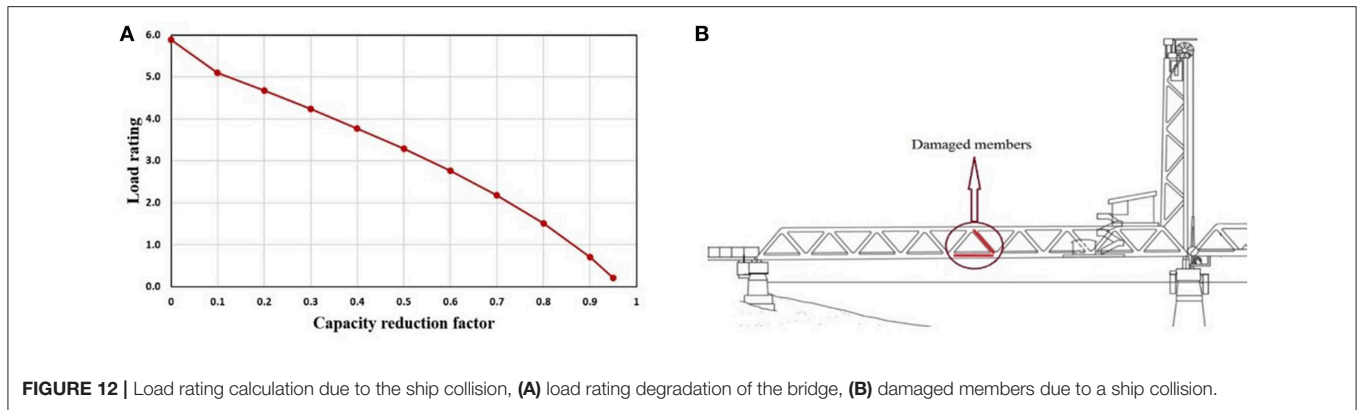 A
6.0
5.0
4.0
3.0
2.0
1.0
0.0
Load rating
0 0.1 0.2 0.3 0.4 0.5 0.6 0.7 0.8 0.9 1
Capacity reduction factor
B
Damaged members
FIGURE 12 | Load rating calculation due to the ship collision, (A) load rating degradation of the bridge, (B) damaged members due to a ship collision.